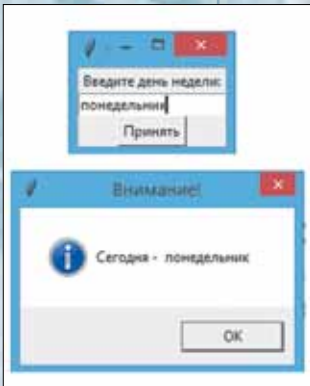 Введите день недели:
понедельник
Принять
Внимание!
Сегодня - понедельник
OK